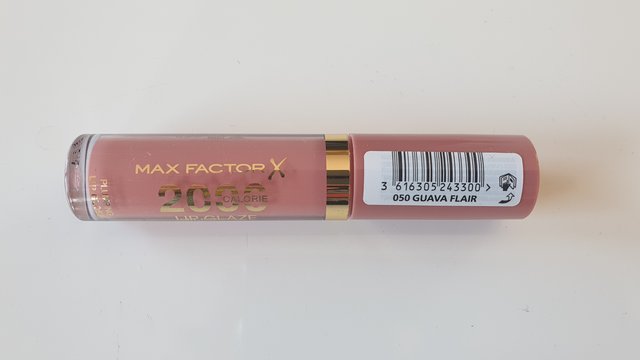 MAX FACTOR X
2000
CALORIE
LIP GLAZE
3 616305 243300 >
050 GUAVA FLAIR